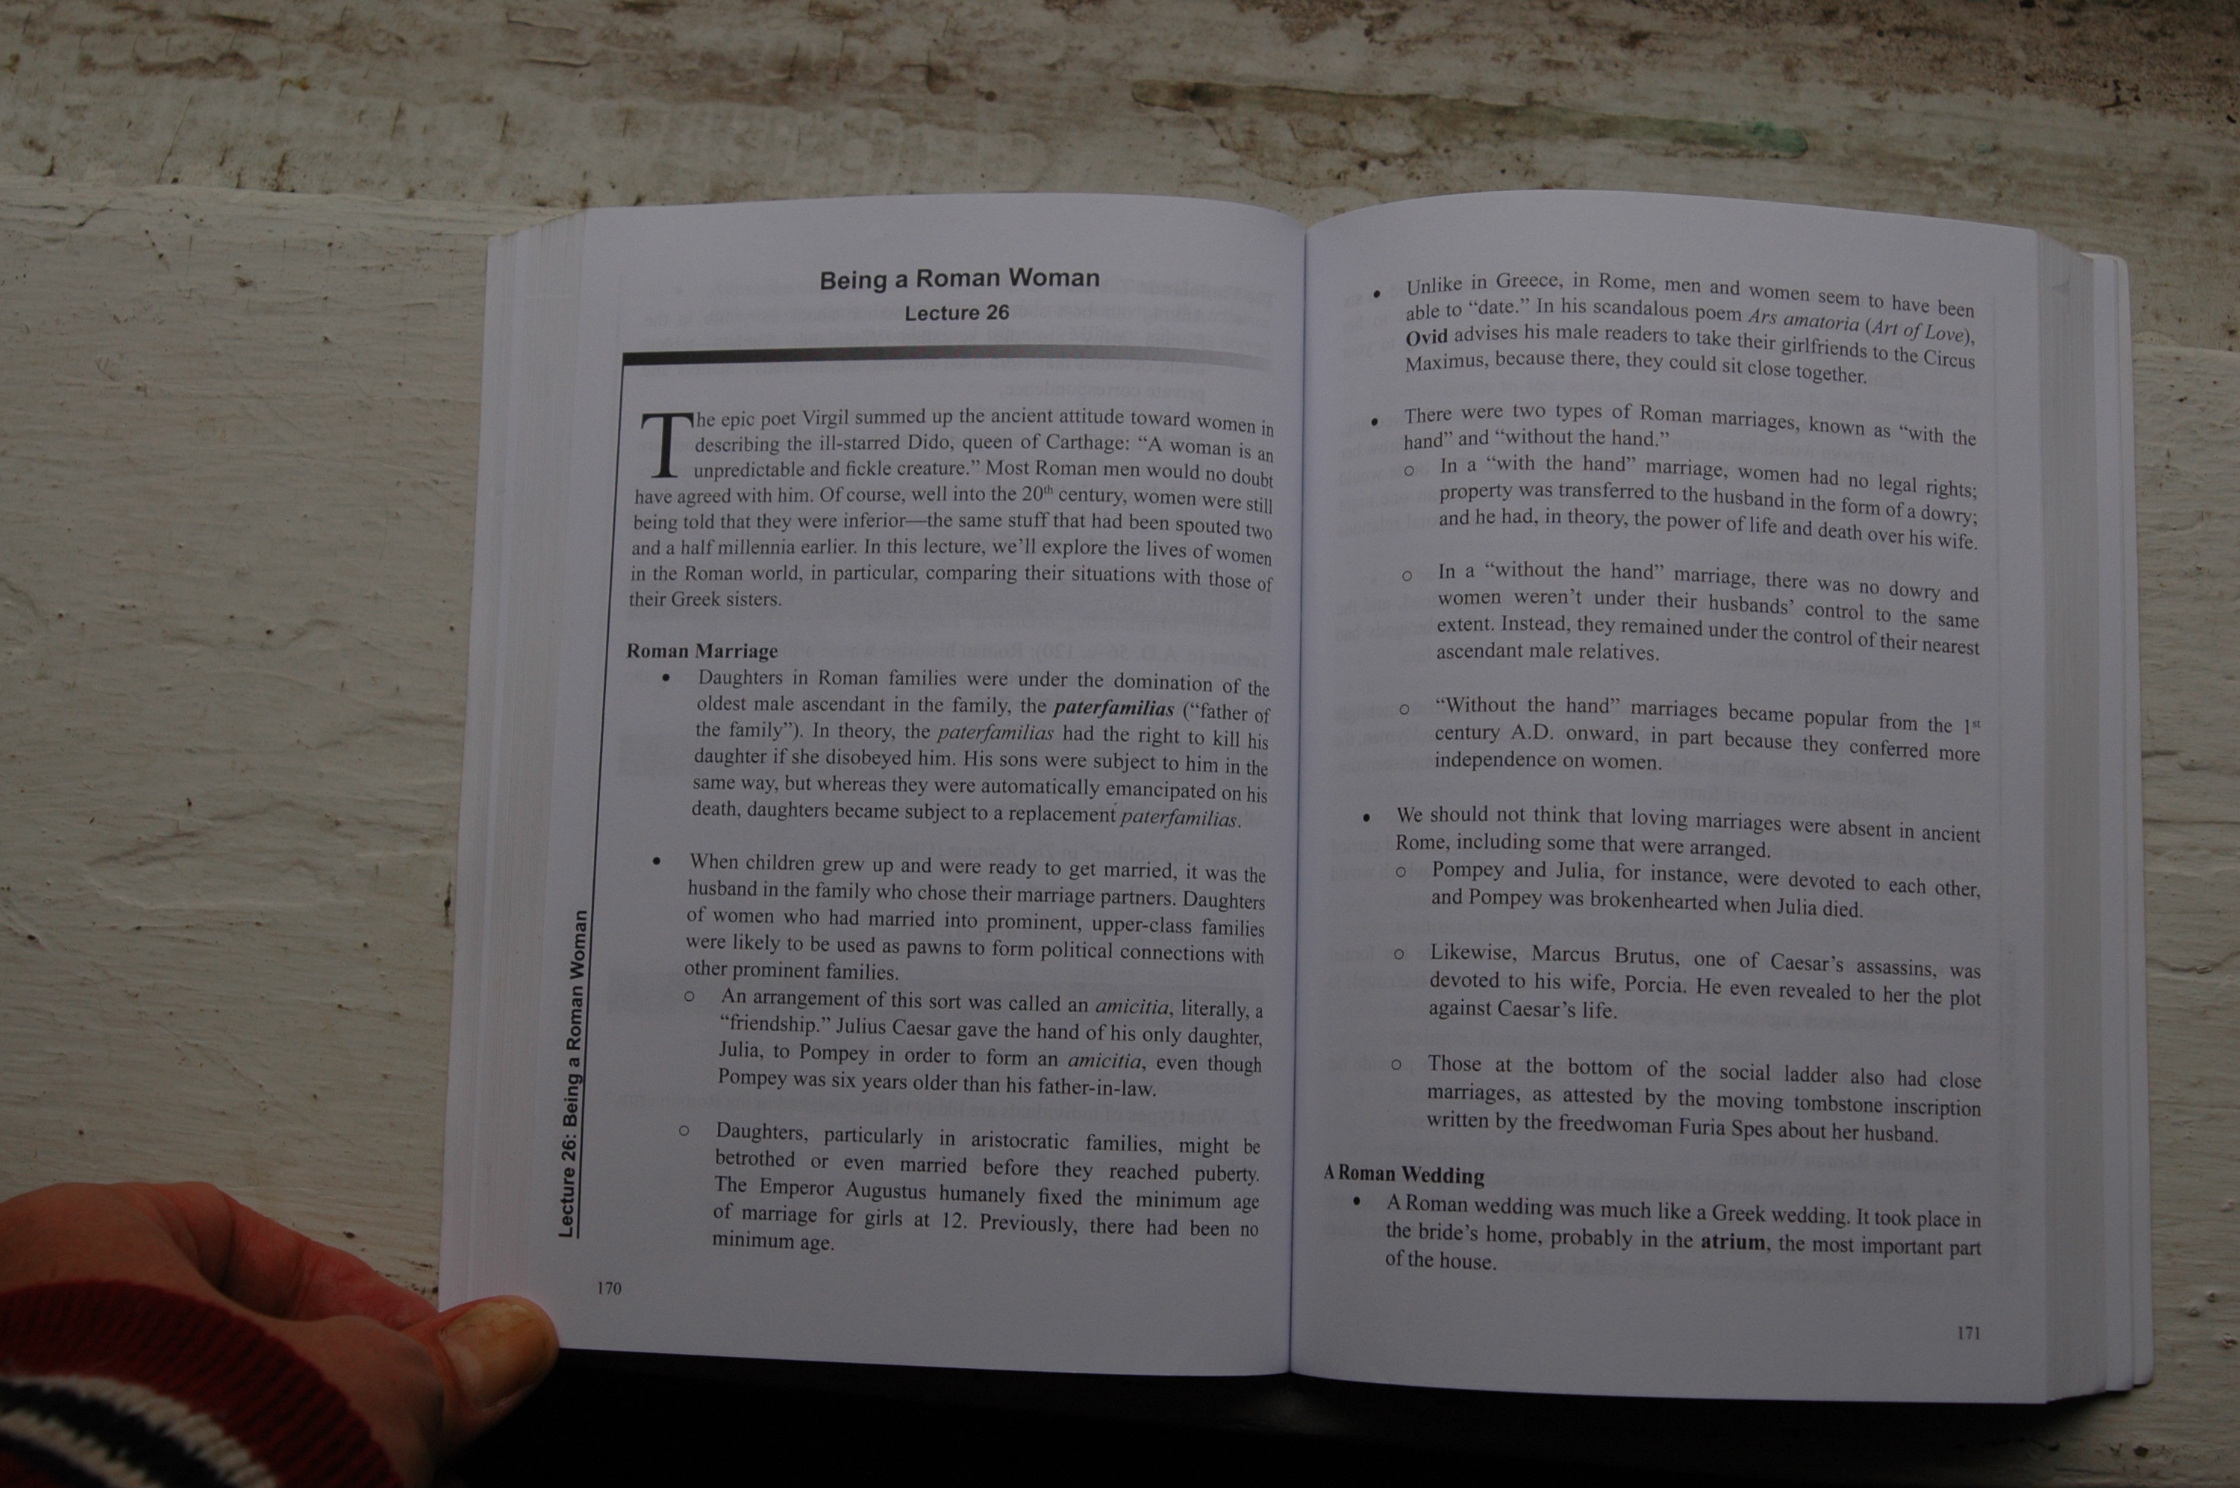 Being a Roman Woman
Lecture 26
The epic poet Virgil summed up the ancient attitude toward women in
describing the ill-starred Dido, queen of Carthage: “A woman is an
unpredictable and fickle creature.” Most Roman men would no doubt
have agreed with him. Of course, well into the 20th century, women were still
being told that they were inferior—the same stuff that had been spouted two
and a half millennia earlier. In this lecture, we’ll explore the lives of women
in the Roman world, in particular, comparing their situations with those of
their Greek sisters.
Roman Marriage
• Daughters in Roman families were under the domination of the
oldest male ascendant in the family, the paterfamilias (“father of
the family”). In theory, the paterfamilias had the right to kill his
daughter if she disobeyed him. His sons were subject to him in the
same way, but whereas they were automatically emancipated on his
death, daughters became subject to a replacement paterfamilias.
• When children grew up and were ready to get married, it was the
husband in the family who chose their marriage partners. Daughters
of women who had married into prominent, upper-class families
were likely to be used as pawns to form political connections with
other prominent families.
○ An arrangement of this sort was called an amicitia, literally, a
“friendship.” Julius Caesar gave the hand of his only daughter,
Julia, to Pompey in order to form an amicitia, even though
Pompey was six years older than his father-in-law.
○ Daughters, particularly in aristocratic families, might be
betrothed or even married before they reached puberty.
The Emperor Augustus humanely fixed the minimum age
of marriage for girls at 12. Previously, there had been no
minimum age.
Lecture 26: Being a Roman Woman
170
• Unlike in Greece, in Rome, men and women seem to have been
able to “date.” In his scandalous poem Ars amatoria (Art of Love),
Ovid advises his male readers to take their girlfriends to the Circus
Maximus, because there, they could sit close together.
• There were two types of Roman marriages, known as “with the
hand” and “without the hand.”
○ In a “with the hand” marriage, women had no legal rights;
property was transferred to the husband in the form of a dowry;
and he had, in theory, the power of life and death over his wife.
○ In a “without the hand” marriage, there was no dowry and
women weren’t under their husbands’ control to the same
extent. Instead, they remained under the control of their nearest
ascendant male relatives.
○ “Without the hand” marriages became popular from the 1st
century A.D. onward, in part because they conferred more
independence on women.
• We should not think that loving marriages were absent in ancient
Rome, including some that were arranged.
○ Pompey and Julia, for instance, were devoted to each other,
and Pompey was brokenhearted when Julia died.
○ Likewise, Marcus Brutus, one of Caesar’s assassins, was
devoted to his wife, Porcia. He even revealed to her the plot
against Caesar’s life.
○ Those at the bottom of the social ladder also had close
marriages, as attested by the moving tombstone inscription
written by the freedwoman Furia Spes about her husband.
A Roman Wedding
• A Roman wedding was much like a Greek wedding. It took place in
the bride’s home, probably in the atrium, the most important part
of the house.
171